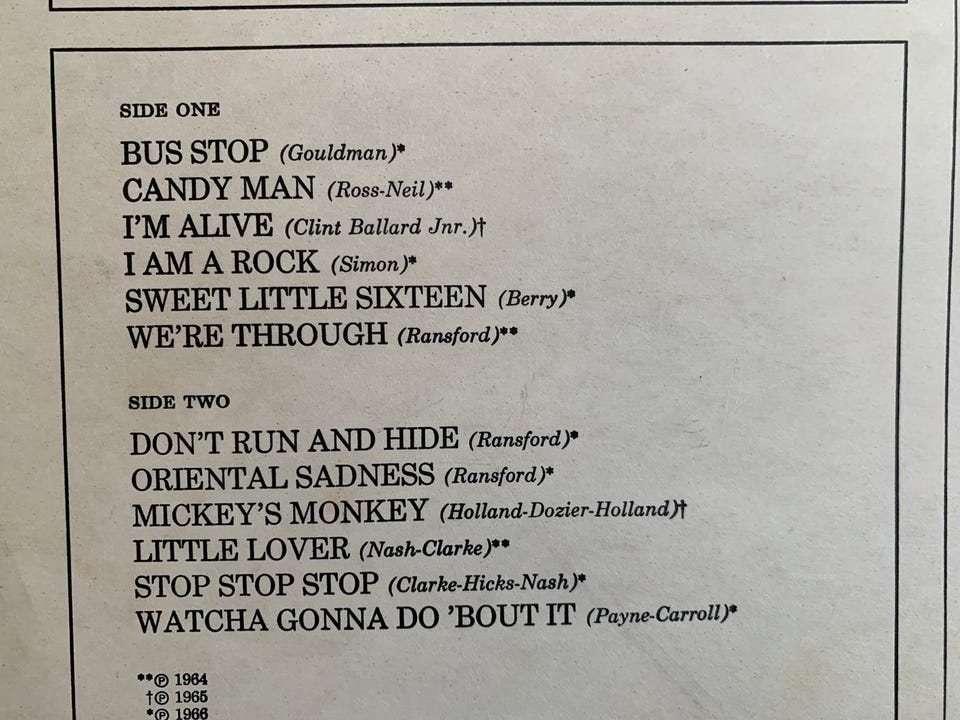 SIDE ONE
BUS STOP (Gouldman)*
CANDY MAN (Ross-Neil)**
I'M ALIVE (Clint Ballard Jnr.)†
I AM A ROCK (Simon)*
SWEET LITTLE SIXTEEN (Berry)*
WE'RE THROUGH (Ransford)**
SIDE TWO
DON'T RUN AND HIDE (Ransford)*
ORIENTAL SADNESS (Ransford)*
MICKEY'S MONKEY (Holland-Dozier-Holland)†
LITTLE LOVER (Nash-Clarke)**
STOP STOP STOP (Clarke-Hicks-Nash)*
WATCHA GONNA DO 'BOUT IT (Payne-Carroll)*
**℗ 1964
†℗ 1965
*℗ 1966